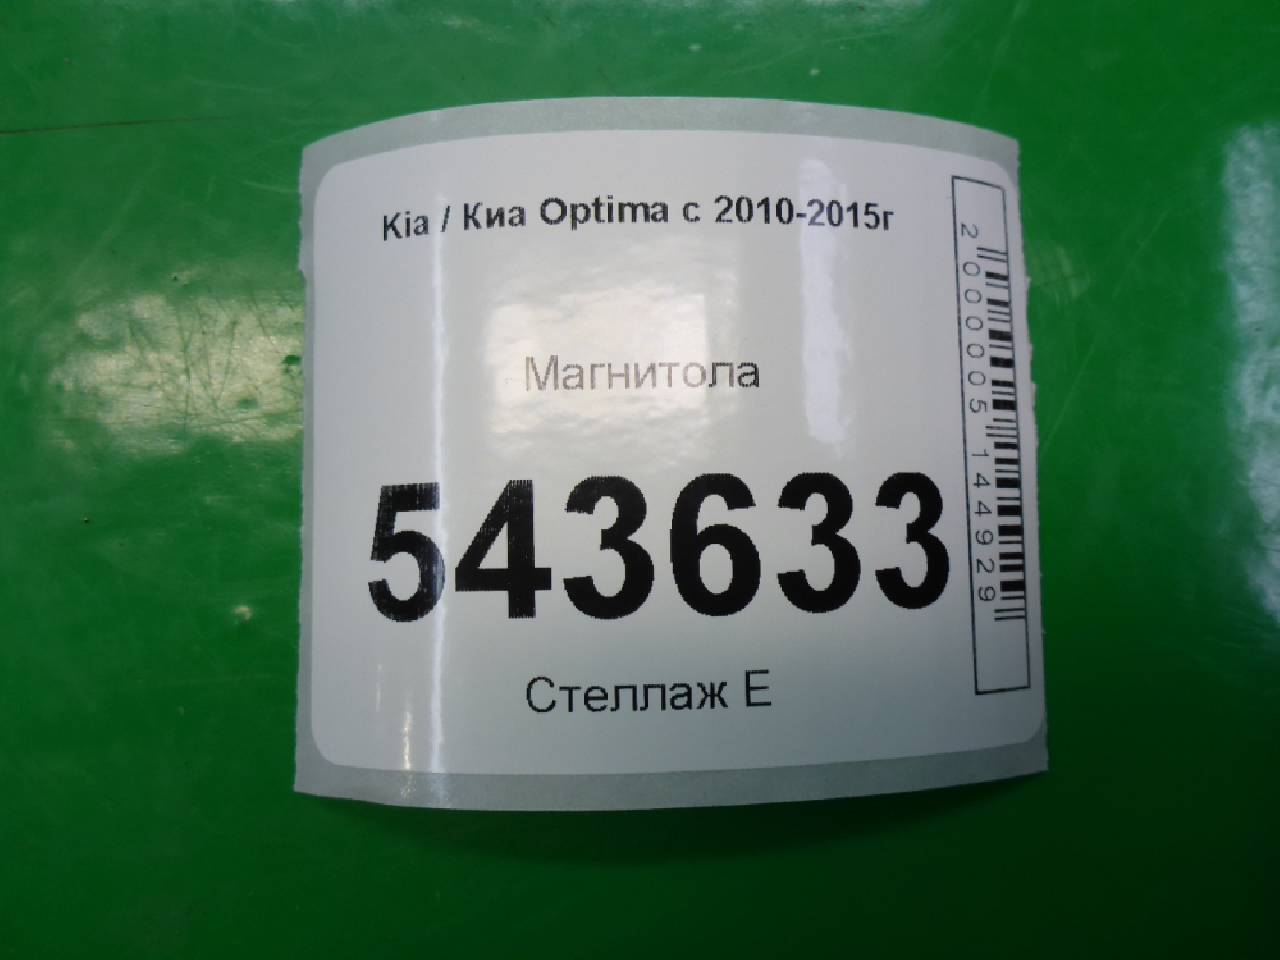 Kia / Киа Optima с 2010-2015г
Магнитола
543633
Стеллаж Е
2000005144929